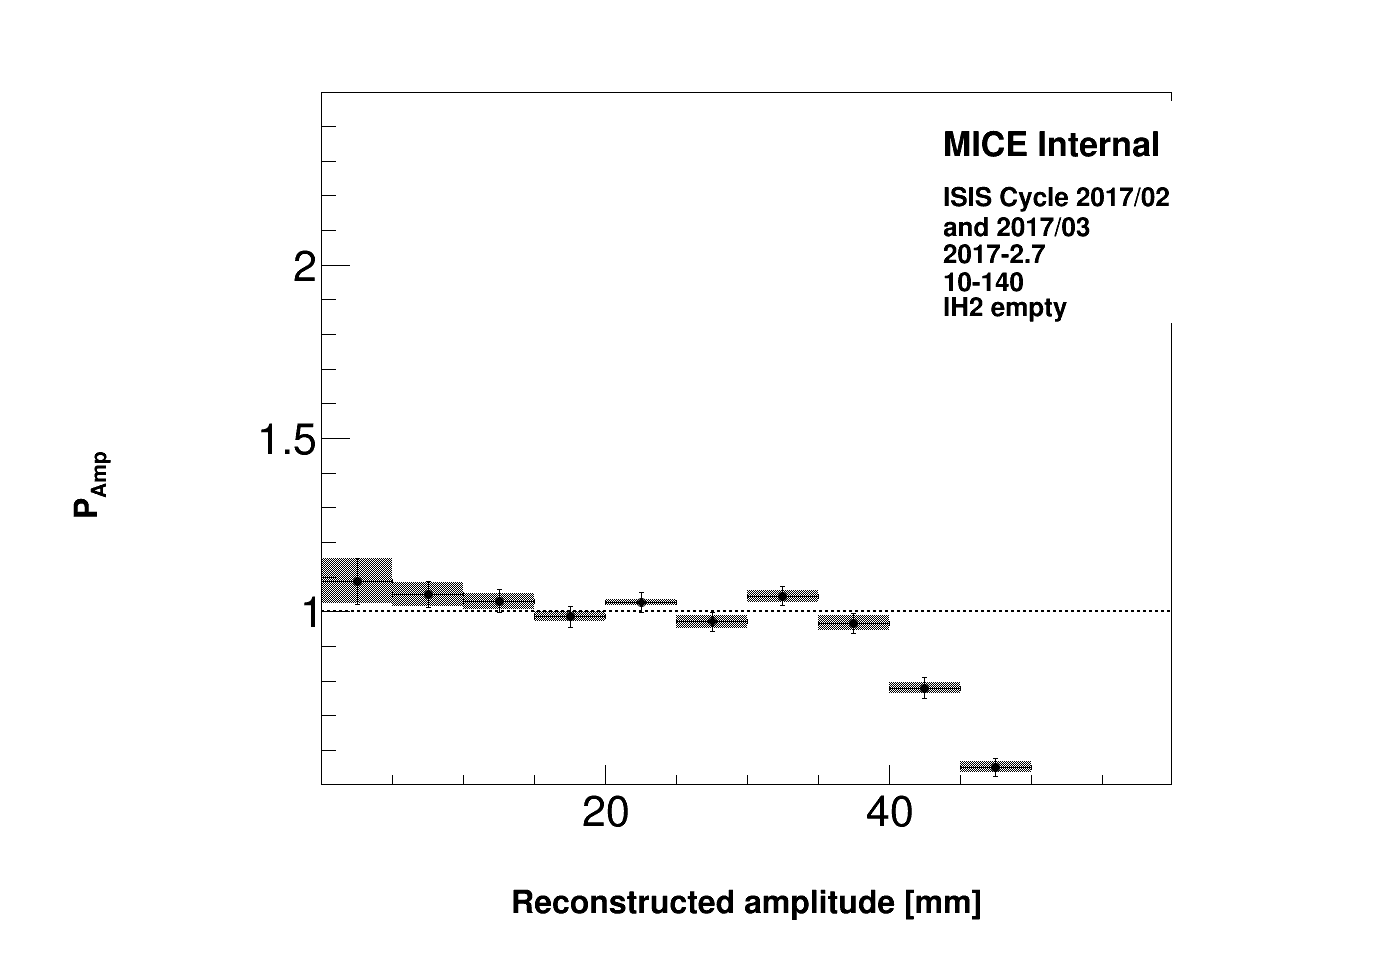 MICE Internal
ISIS Cycle 2017/02
and 2017/03
2017-2.7
10-140
lH2 empty
2
1.5
1
P_Amp
20
40
Reconstructed amplitude [mm]